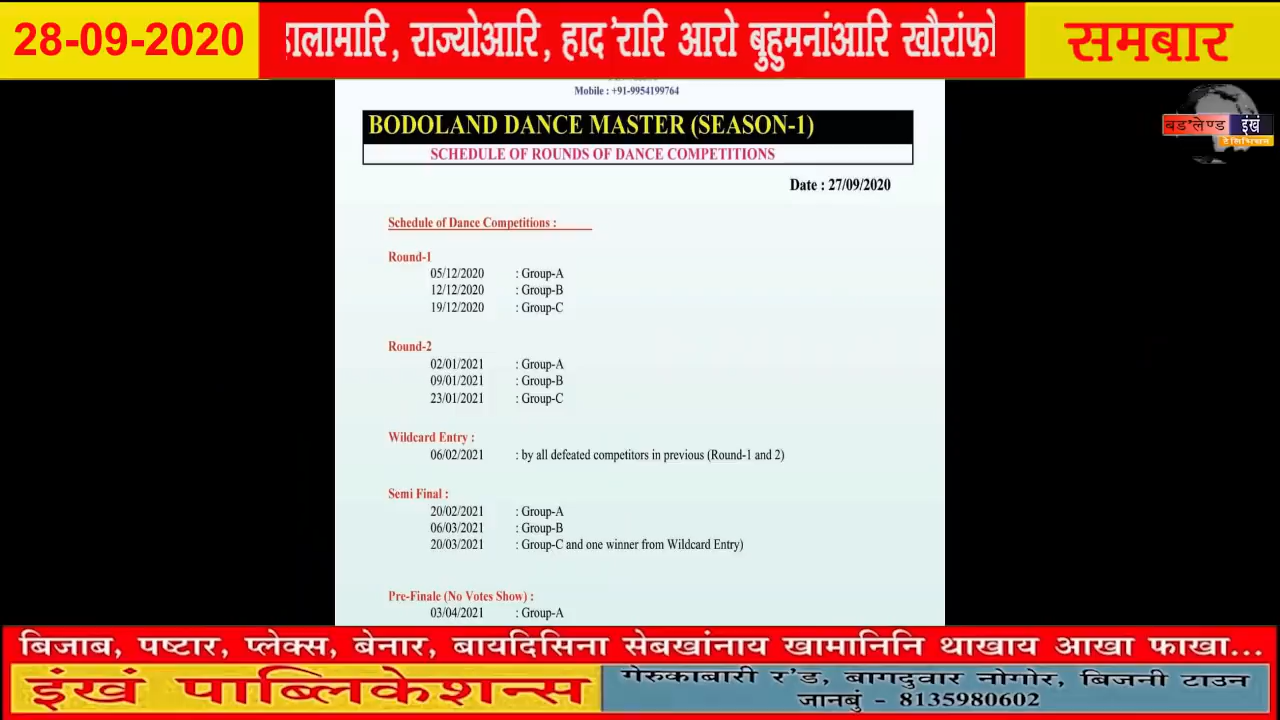 28-09-2020
राज्योआरि, हाद'रारि आरो बुहुमनांआरि
समबार
Mobile : +91-9954199764
बड'लेण्ड इंखं
टेलिभिशन
BODOLAND DANCE MASTER (SEASON-1)
SCHEDULE OF ROUNDS OF DANCE COMPETITIONS
Date : 27/09/2020
Schedule of Dance Competitions :
Round-1
05/12/2020 : Group-A
12/12/2020 : Group-B
19/12/2020 : Group-C
Round-2
02/01/2021 : Group-A
09/01/2021 : Group-B
23/01/2021 : Group-C
Wildcard Entry :
06/02/2021 : by all defeated competitors in previous (Round-1 and 2)
Semi Final :
20/02/2021 : Group-A
06/03/2021 : Group-B
20/03/2021 : Group-C and one winner from Wildcard Entry)
Pre-Finale (No Votes Show) :
03/04/2021 : Group-A
बिजाब, पष्टार, प्लेक्स, बेनार, बायदिसिना सेबखांनाय खामानिनि थाखाय आखा फाखा...
इंखं पाब्लिकेशन्स
गेरुकाबारी र'ड, बागदुवार नोगोर, बिजनी टाउन
जानबुं - 8135980602